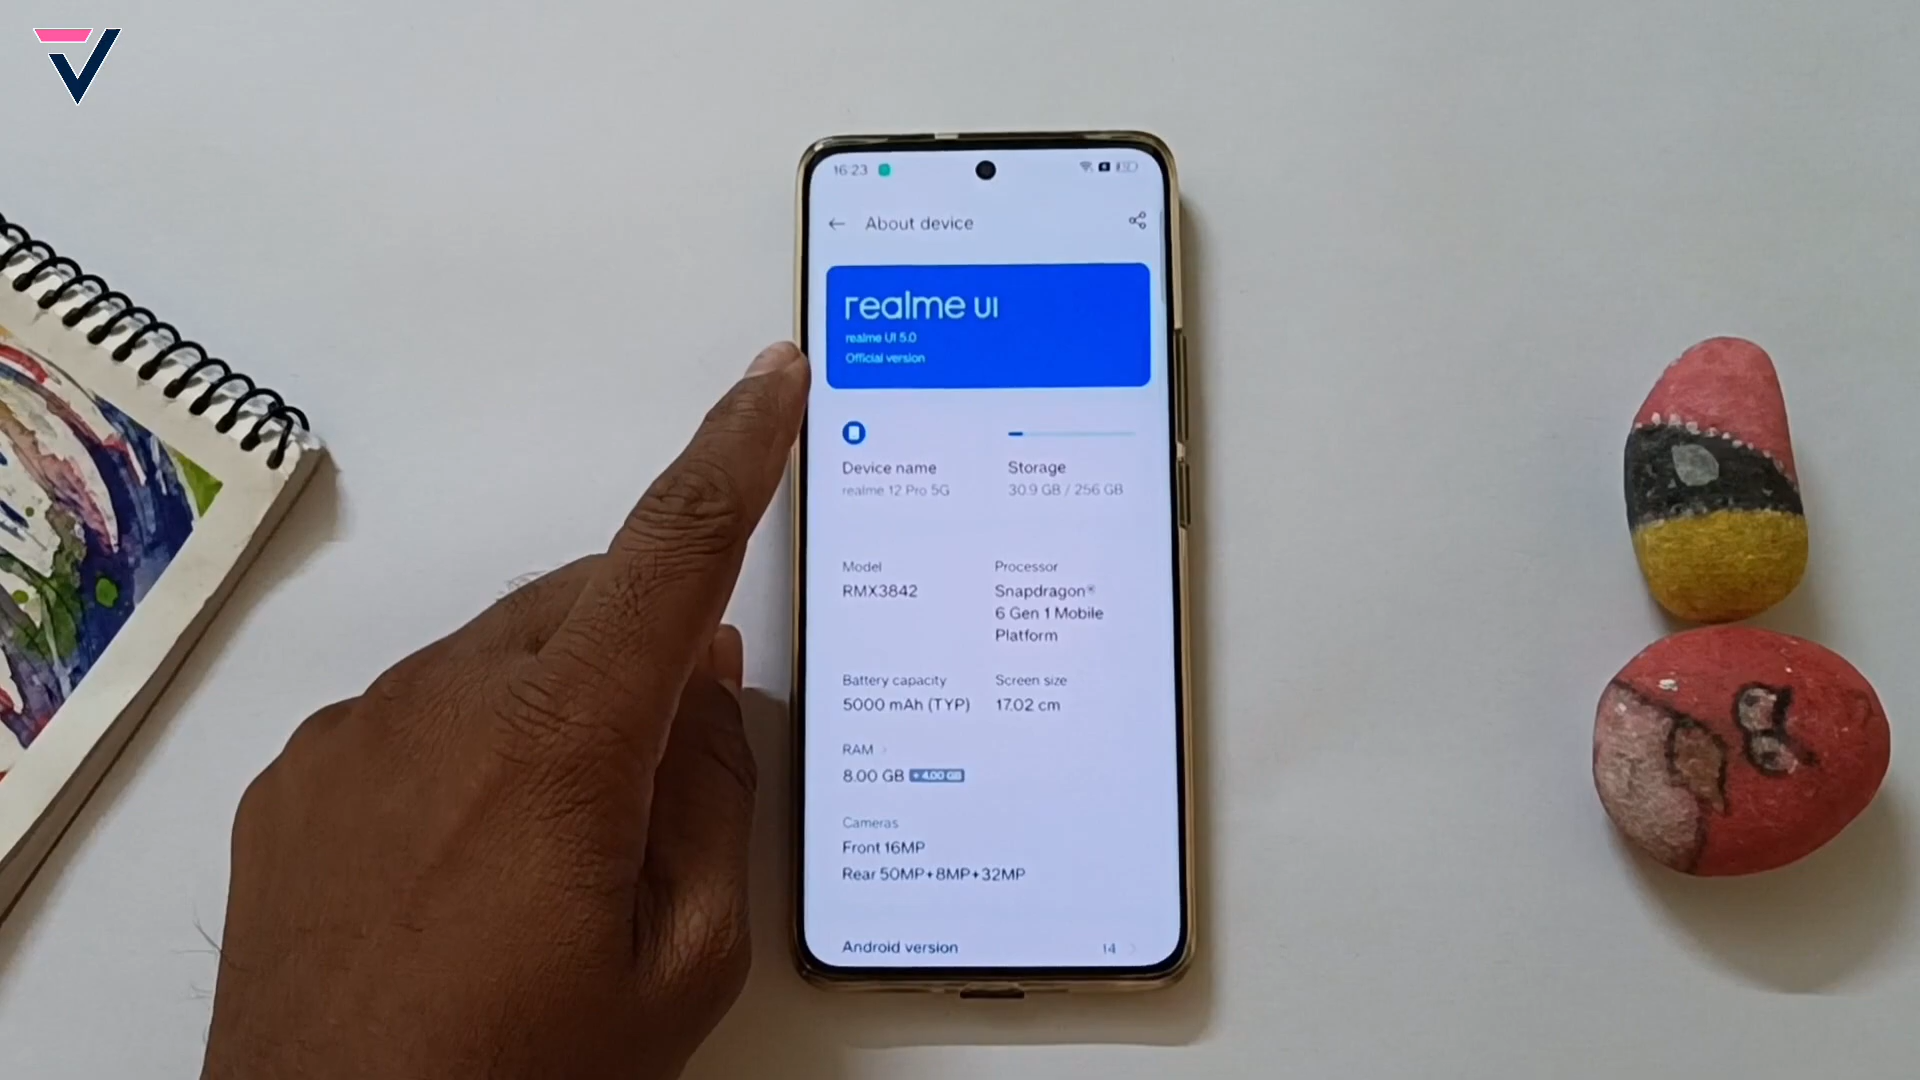 16:23
About device
realme UI
realme UI 5.0
Official version
Device name
realme 12 Pro 5G
Storage
30.9 GB / 256 GB
Model
RMX3842
Processor
Snapdragon®
6 Gen 1 Mobile
Platform
Battery capacity
5000 mAh (TYP)
Screen size
17.02 cm
RAM
8.00 GB + 4.00 GB
Cameras
Front 16MP
Rear 50MP+8MP+32MP
Android version 14